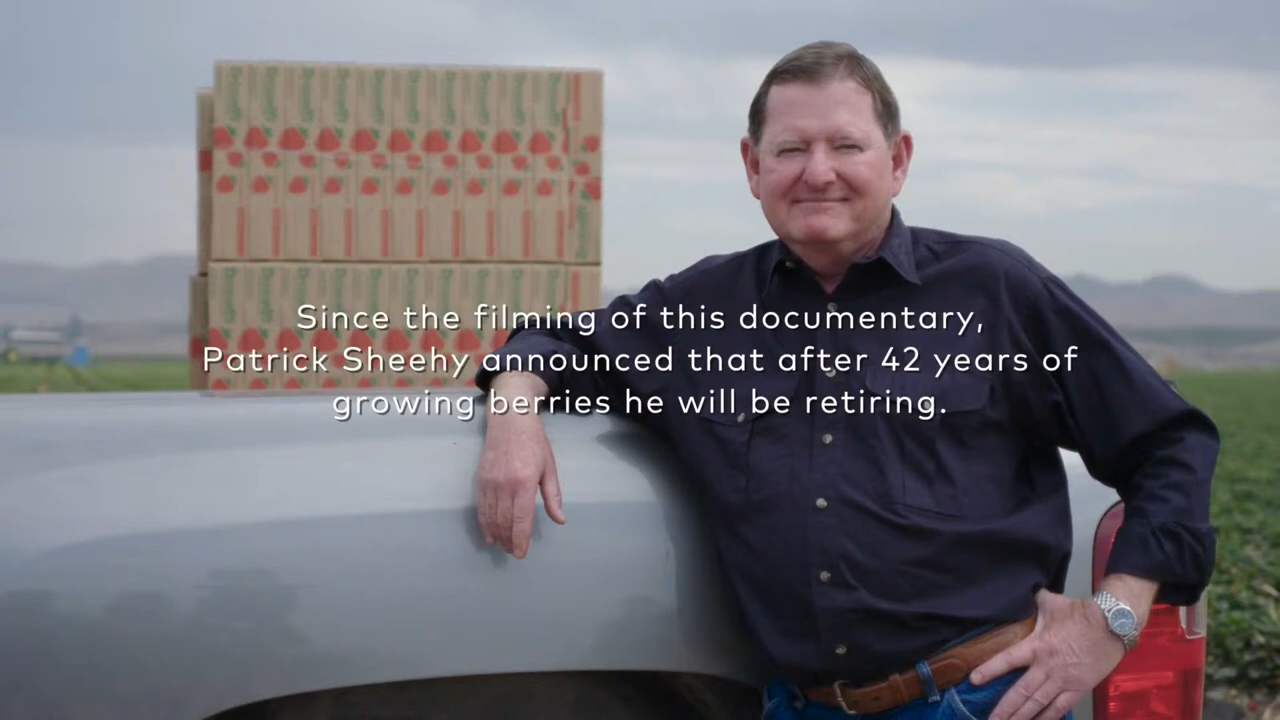 Since the filming of this documentary,
Patrick Sheehy announced that after 42 years of
growing berries he will be retiring.